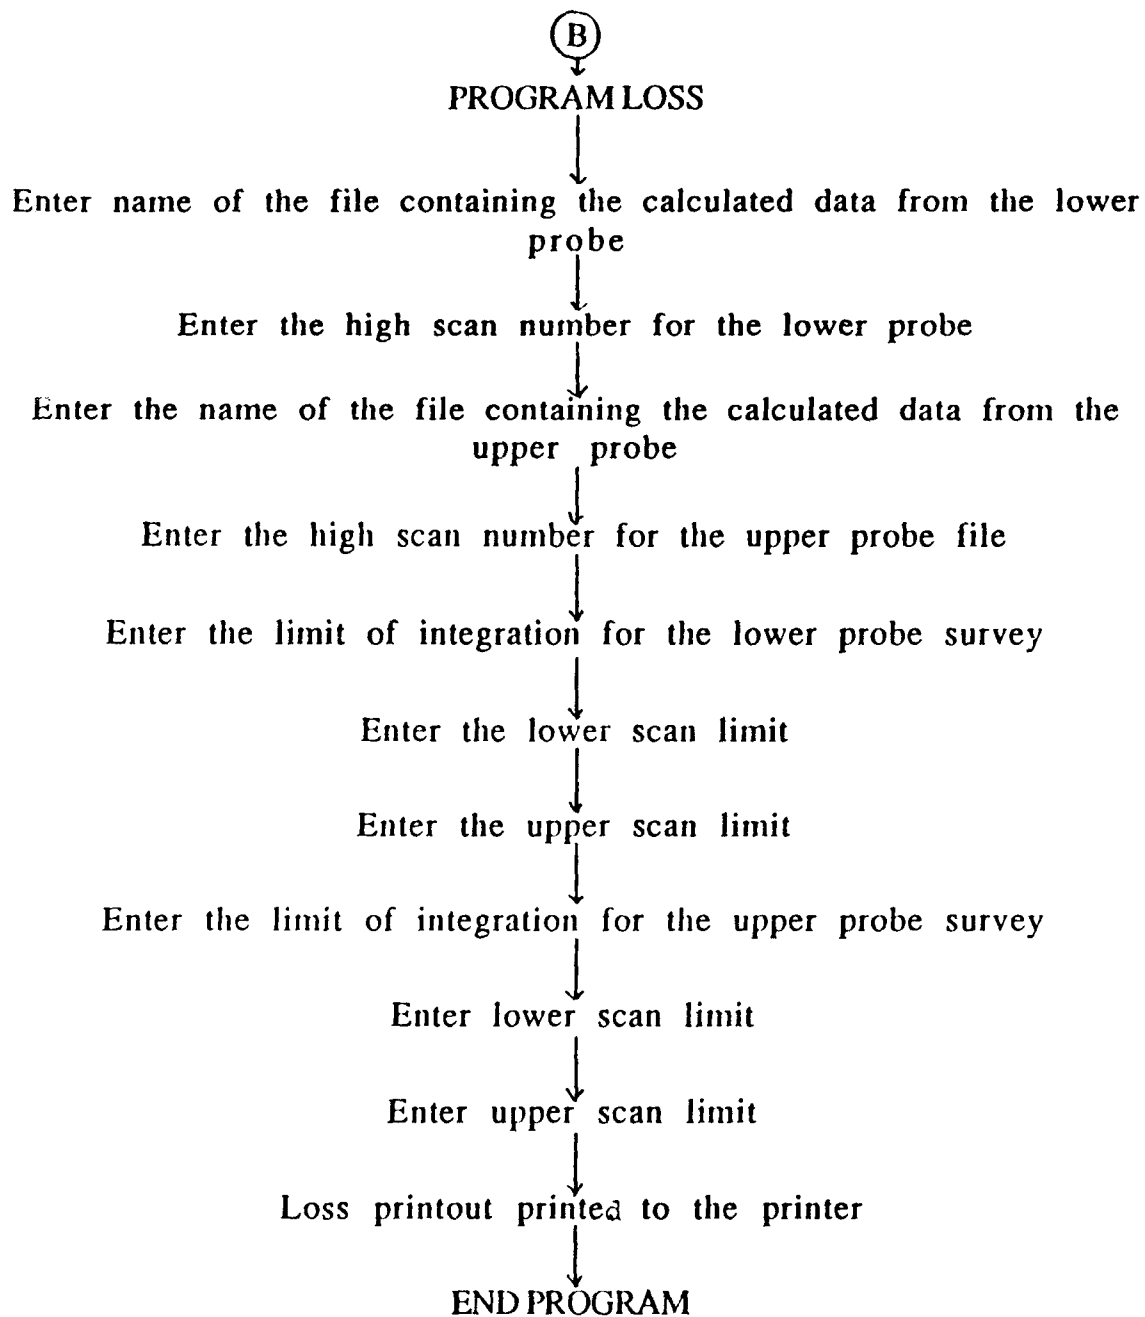 B
PROGRAM LOSS
Enter name of the file containing the calculated data from the lower
probe
Enter the high scan number for the lower probe
Enter the name of the file containing the calculated data from the
upper probe
Enter the high scan number for the upper probe file
Enter the limit of integration for the lower probe survey
Enter the lower scan limit
Enter the upper scan limit
Enter the limit of integration for the upper probe survey
Enter lower scan limit
Enter upper scan limit
Loss printout printed to the printer
END PROGRAM